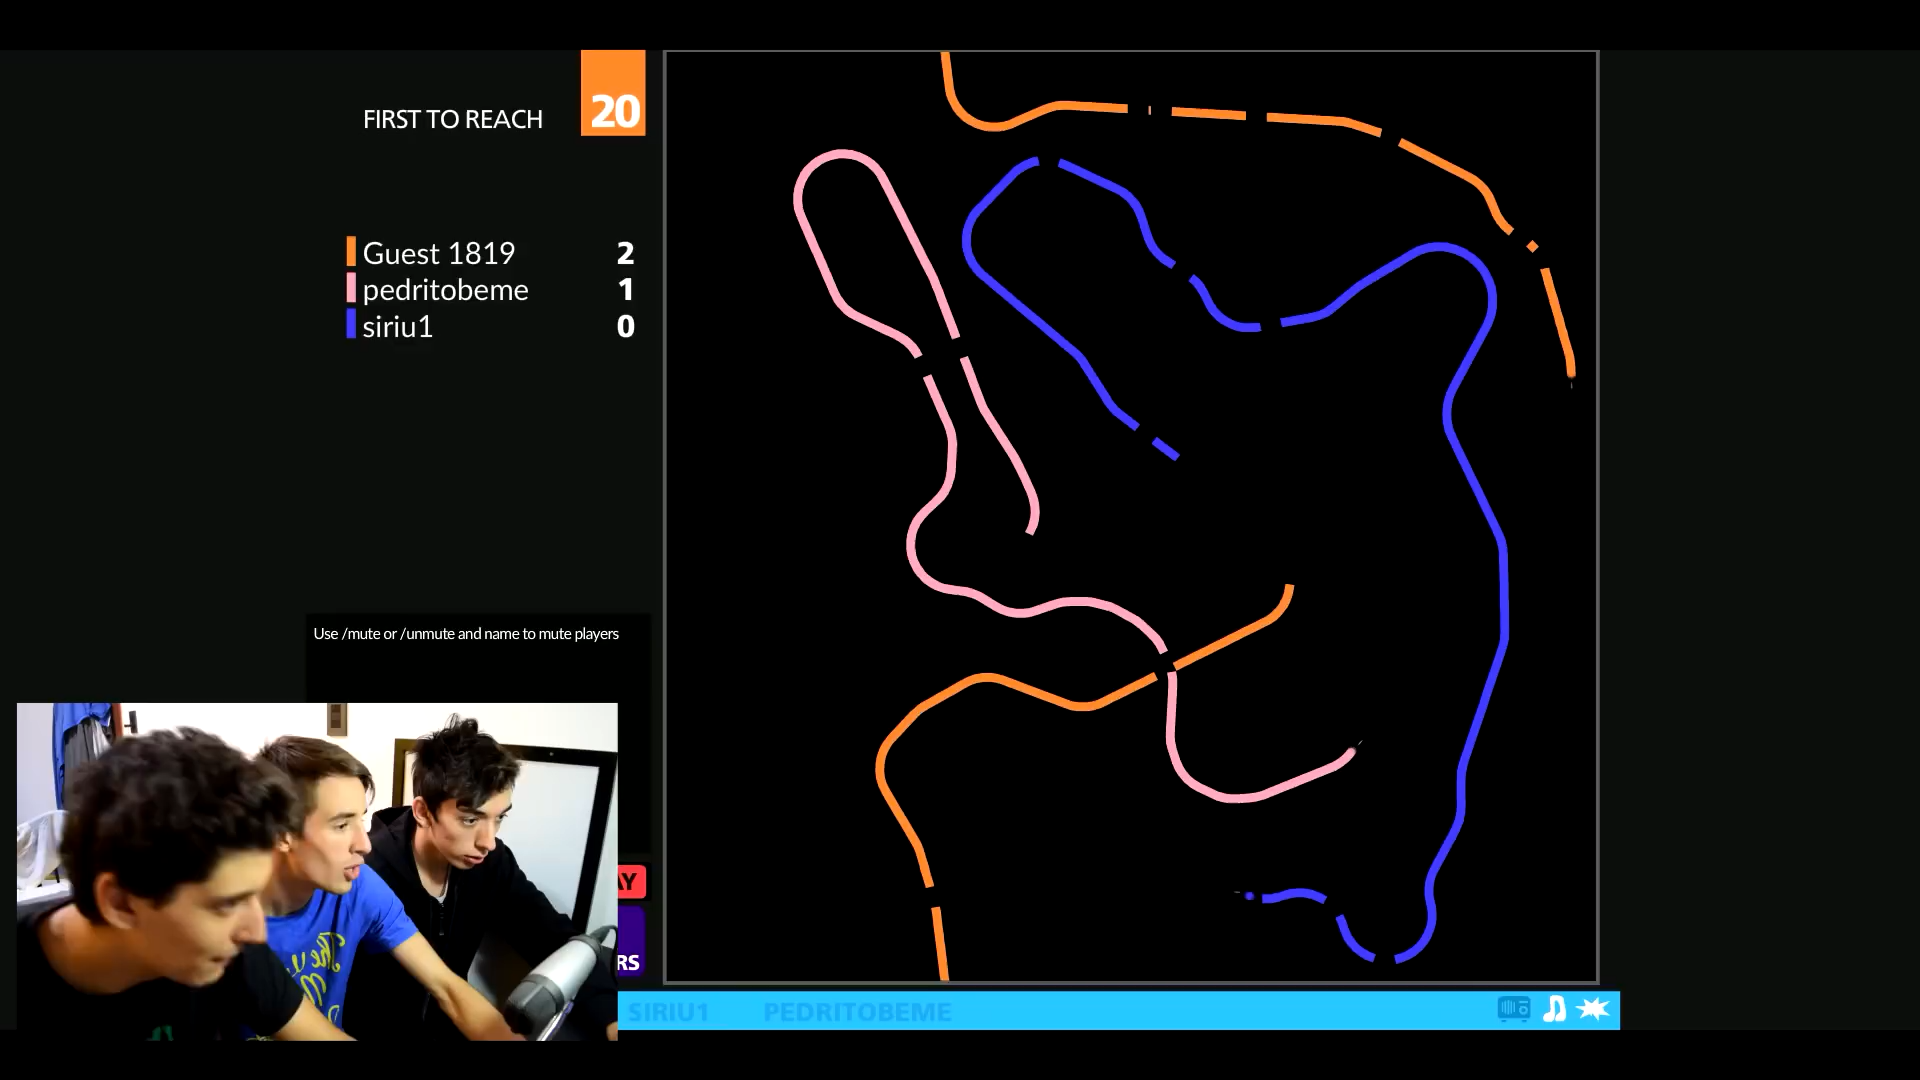 FIRST TO REACH 20
Guest 1819 2
pedritobeme 1
siriu1 0
Use /mute or /unmute and name to mute players
SIRIU1 PEDRITOBEME